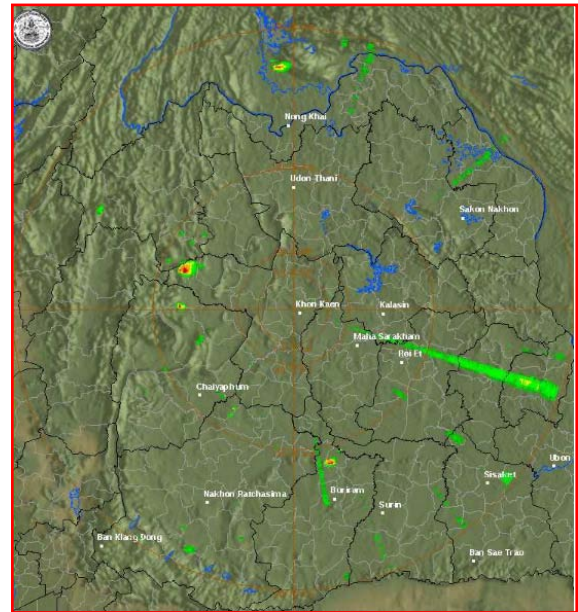 Nong Khai
Udon Thani
Sakon Nakhon
Khon Kaen
Kalasin
Maha Sarakham
Roi Et
Chaiyaphum
Ubon
Sisaket
Nakhon Ratchasima
Buriram
Surin
Ban Klang Dong
Ban Sae Trao